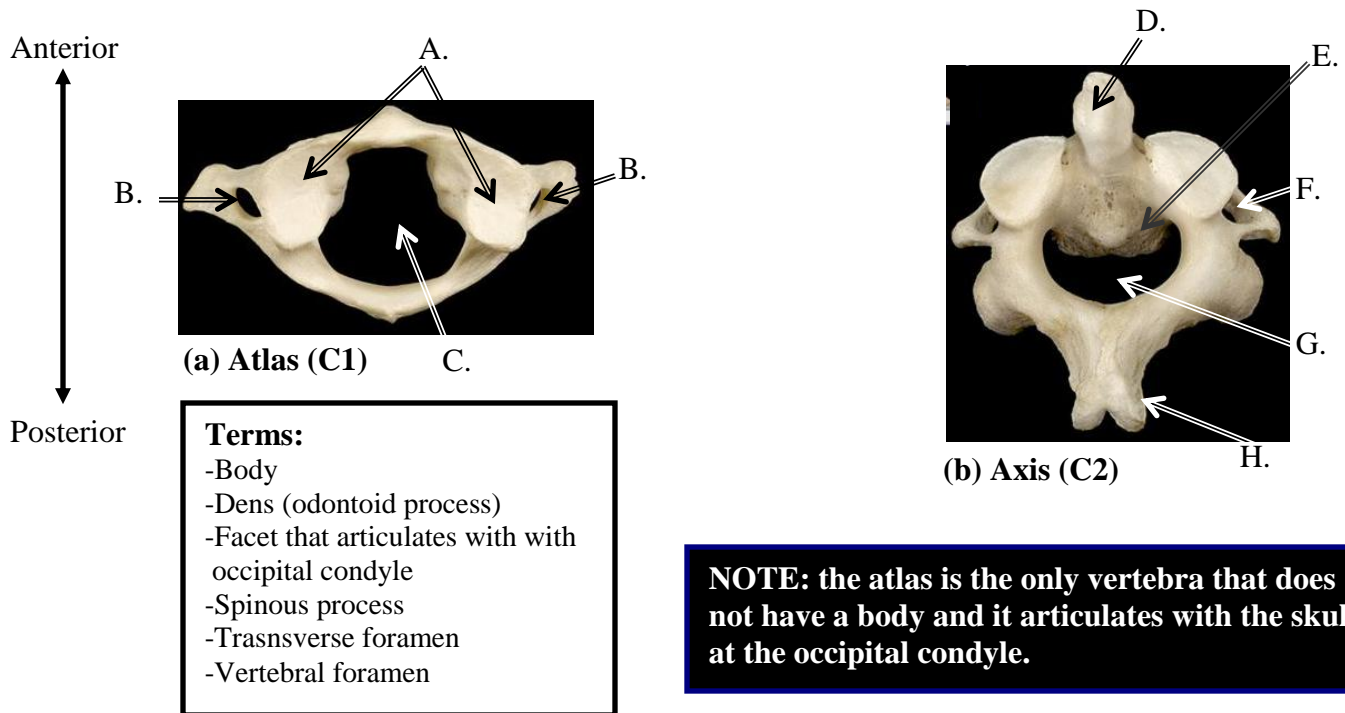 Anterior
A.
B.
B.
C.
(a) Atlas (C1)
Posterior
Terms:
-Body
-Dens (odontoid process)
-Facet that articulates with with
occipital condyle
-Spinous process
-Trasnsverse foramen
-Vertebral foramen
D.
E.
F.
G.
H.
(b) Axis (C2)
NOTE: the atlas is the only vertebra that does
not have a body and it articulates with the skul
at the occipital condyle.